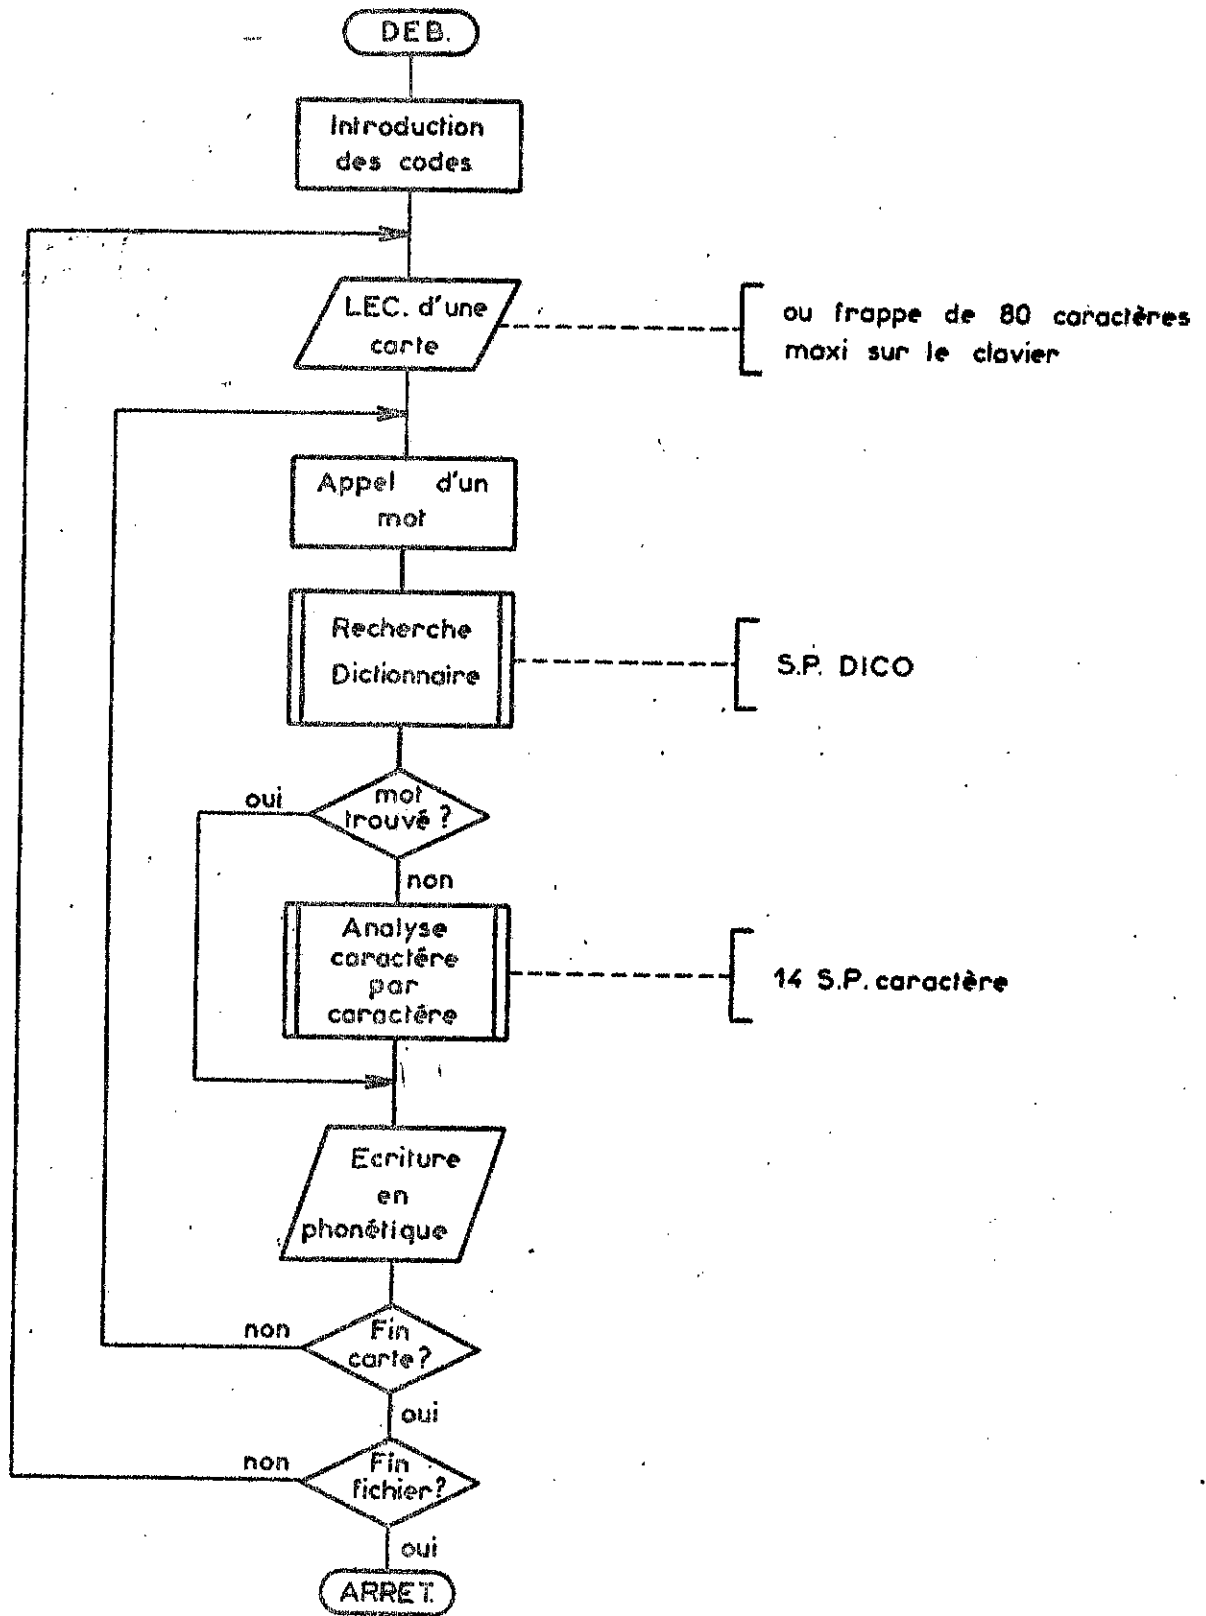 DEB.
Introduction
des codes
LEC. d'une
carte
ou frappe de 80 caractères
maxi sur le clavier
Appel d'un
mot
Recherche
Dictionnaire
S.P. DICO
mot
trouvé ?
oui
non
Analyse
caractère
par
caractère
14 S.P. caractère
Ecriture
en
phonétique
Fin
carte ?
non
oui
Fin
fichier ?
non
oui
ARRET.